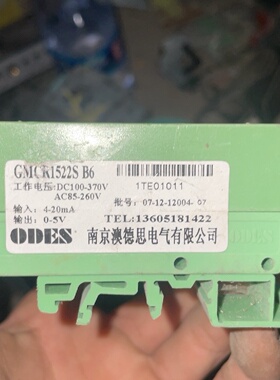 GMCR1522S B6
工作电压:DC100-370V 1TE01011
AC85-260V 批号: 07-12-12004- 07
输入: 4-20mA
输出: 0-5V TEL:13605181422
ODES 南京澳德思电气有限公司